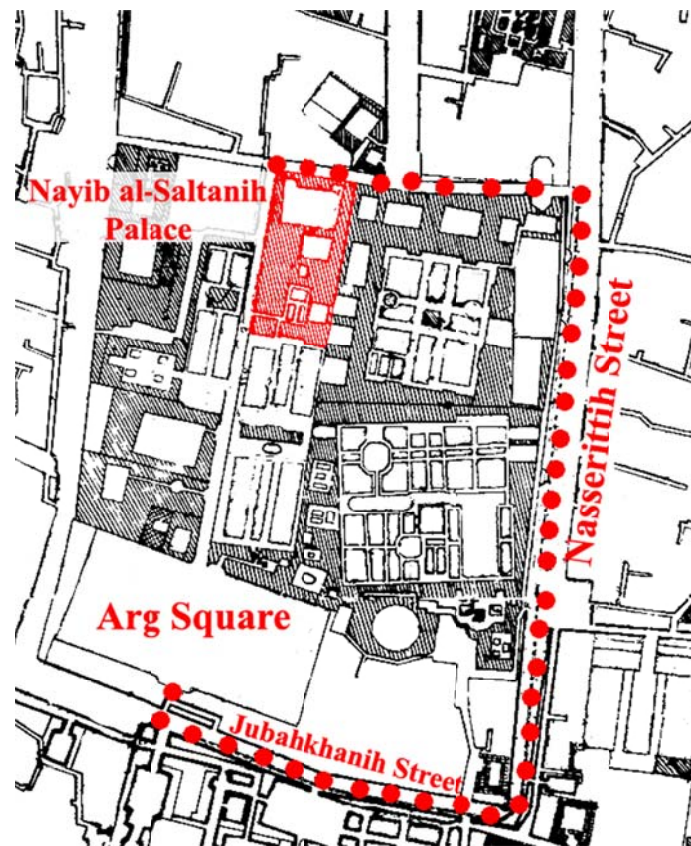 Nayib al-Saltanih
Palace
Nasserittih Street
Arg Square
Jubahkhanih Street